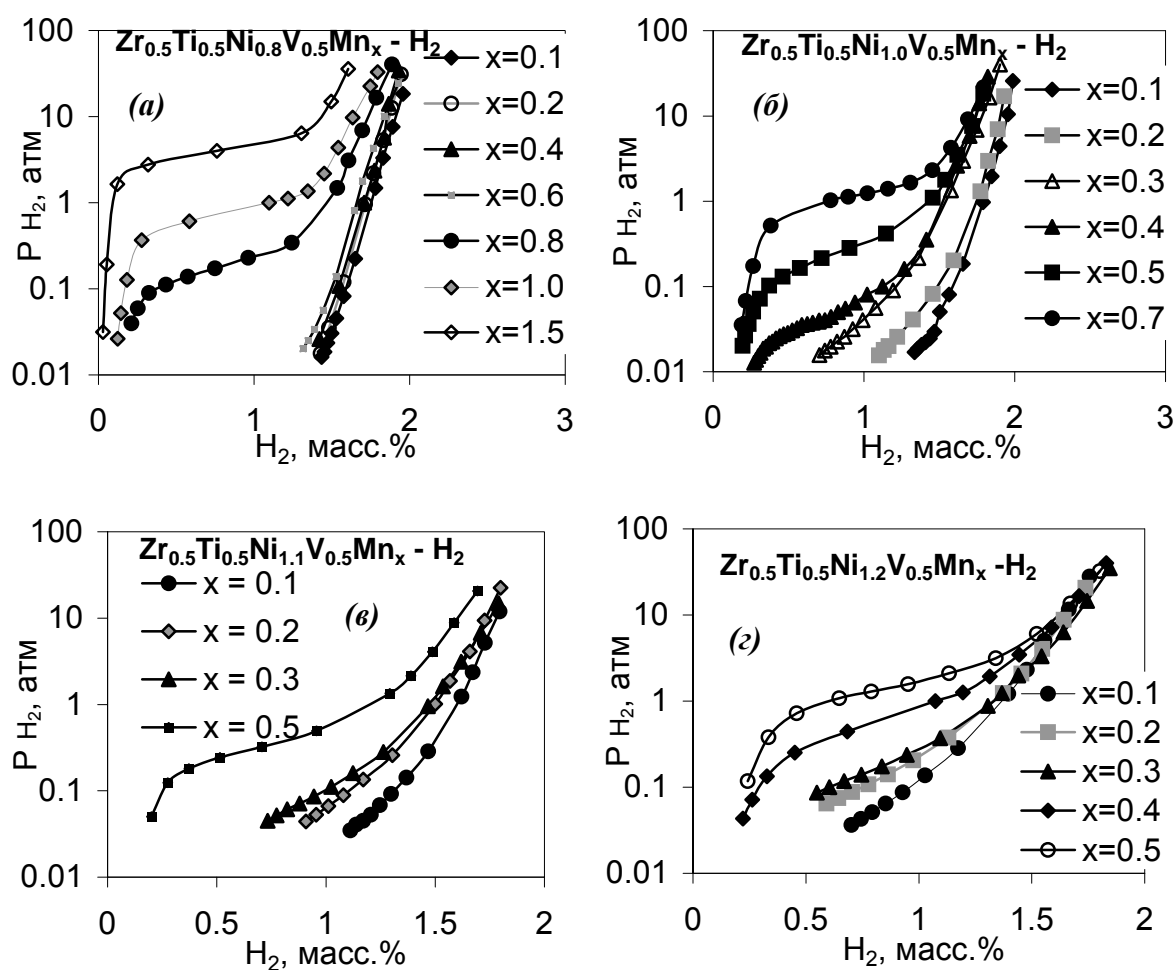 (а)
Zr0.5Ti0.5Ni0.8V0.5Mnx - H2
P H2, атм
100
10
1
0.1
0.01
0 1 2 3
H2, масс.%
x=0.1
x=0.2
x=0.4
x=0.6
x=0.8
x=1.0
x=1.5
(б)
Zr0.5Ti0.5Ni1.0V0.5Mnx - H2
P H2, атм
100
10
1
0.1
0.01
0 1 2 3
H2, масс.%
x=0.1
x=0.2
x=0.3
x=0.4
x=0.5
x=0.7
(в)
Zr0.5Ti0.5Ni1.1V0.5Mnx - H2
P H2, атм
100
10
1
0.1
0.01
0 0.5 1 1.5 2
H2, масс.%
x = 0.1
x = 0.2
x = 0.3
x = 0.5
(г)
Zr0.5Ti0.5Ni1.2V0.5Mnx -H2
P H2, атм
100
10
1
0.1
0.01
0 0.5 1 1.5 2
H2, масс.%
x=0.1
x=0.2
x=0.3
x=0.4
x=0.5